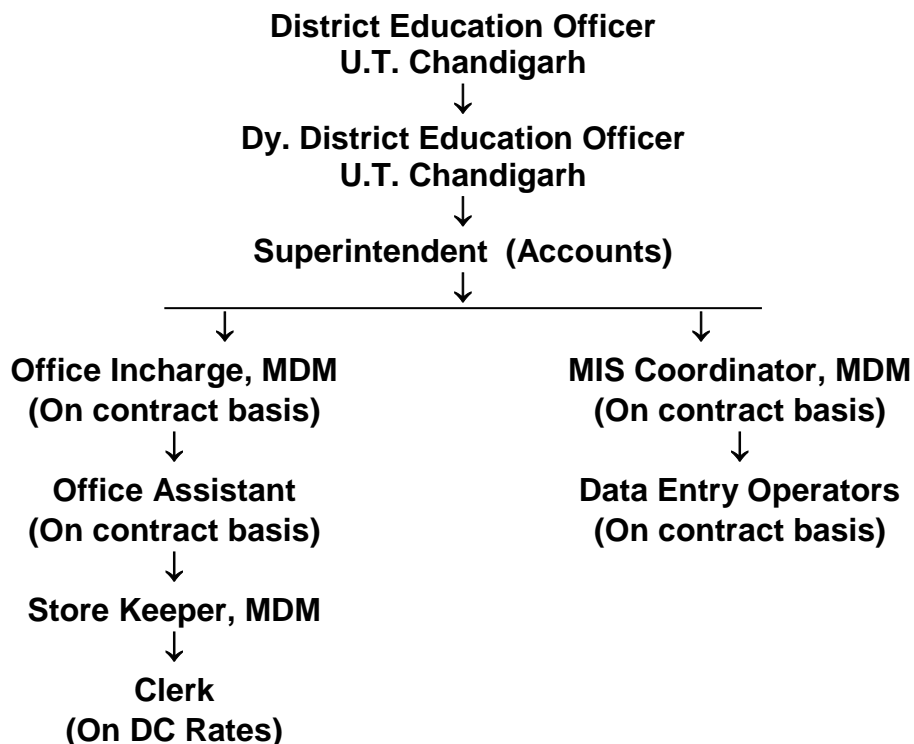 District Education Officer
U.T. Chandigarh
Dy. District Education Officer
U.T. Chandigarh
Superintendent (Accounts)
Office Incharge, MDM
(On contract basis)
Office Assistant
(On contract basis)
Store Keeper, MDM
Clerk
(On DC Rates)
MIS Coordinator, MDM
(On contract basis)
Data Entry Operators
(On contract basis)